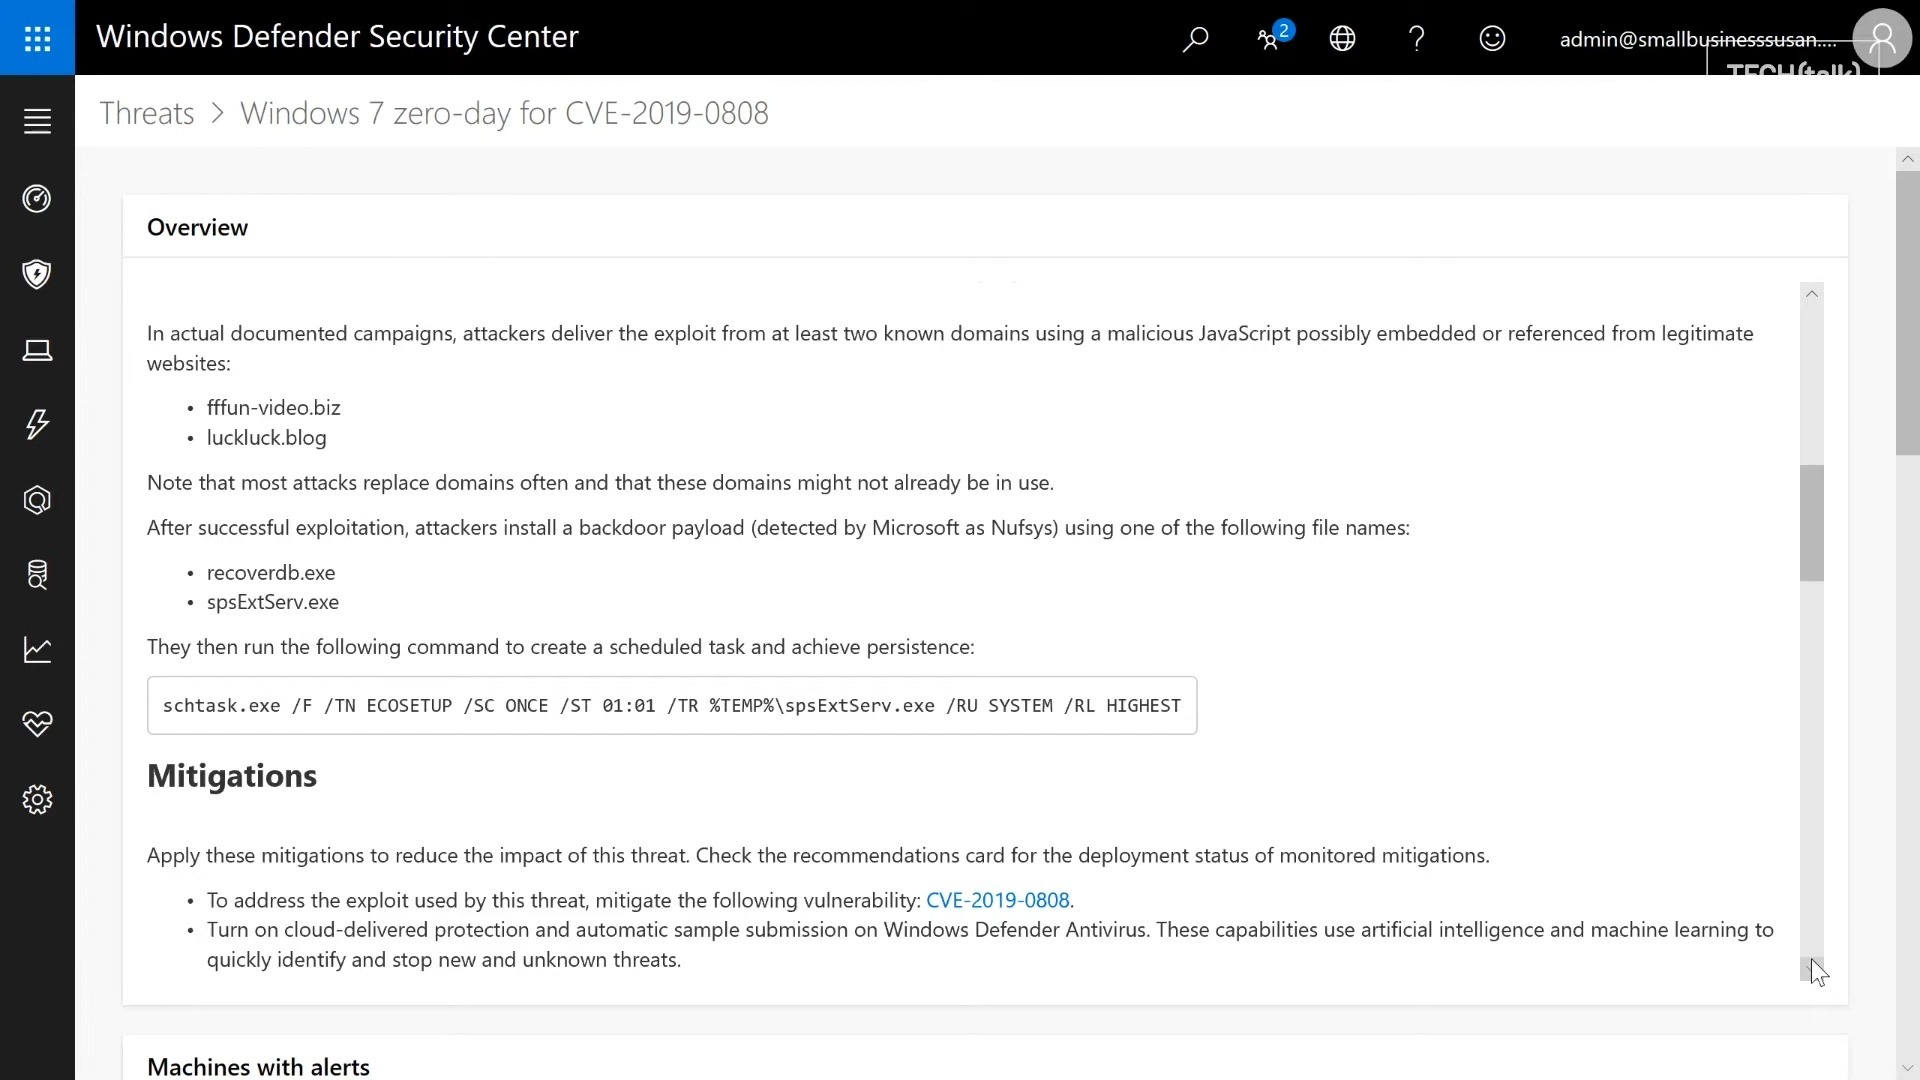 Windows Defender Security Center
2
admin@smallbusinesssusan....
TECH(talk)
Threats > Windows 7 zero-day for CVE-2019-0808
Overview
In actual documented campaigns, attackers deliver the exploit from at least two known domains using a malicious JavaScript possibly embedded or referenced from legitimate
websites:
• fffun-video.biz
• luckluck.blog
Note that most attacks replace domains often and that these domains might not already be in use.
After successful exploitation, attackers install a backdoor payload (detected by Microsoft as Nufsys) using one of the following file names:
• recoverdb.exe
• spsExtServ.exe
They then run the following command to create a scheduled task and achieve persistence:
schtask.exe /F /TN ECOSETUP /SC ONCE /ST 01:01 /TR %TEMP%\spsExtServ.exe /RU SYSTEM /RL HIGHEST
Mitigations
Apply these mitigations to reduce the impact of this threat. Check the recommendations card for the deployment status of monitored mitigations.
• To address the exploit used by this threat, mitigate the following vulnerability: CVE-2019-0808.
• Turn on cloud-delivered protection and automatic sample submission on Windows Defender Antivirus. These capabilities use artificial intelligence and machine learning to
quickly identify and stop new and unknown threats.
Machines with alerts